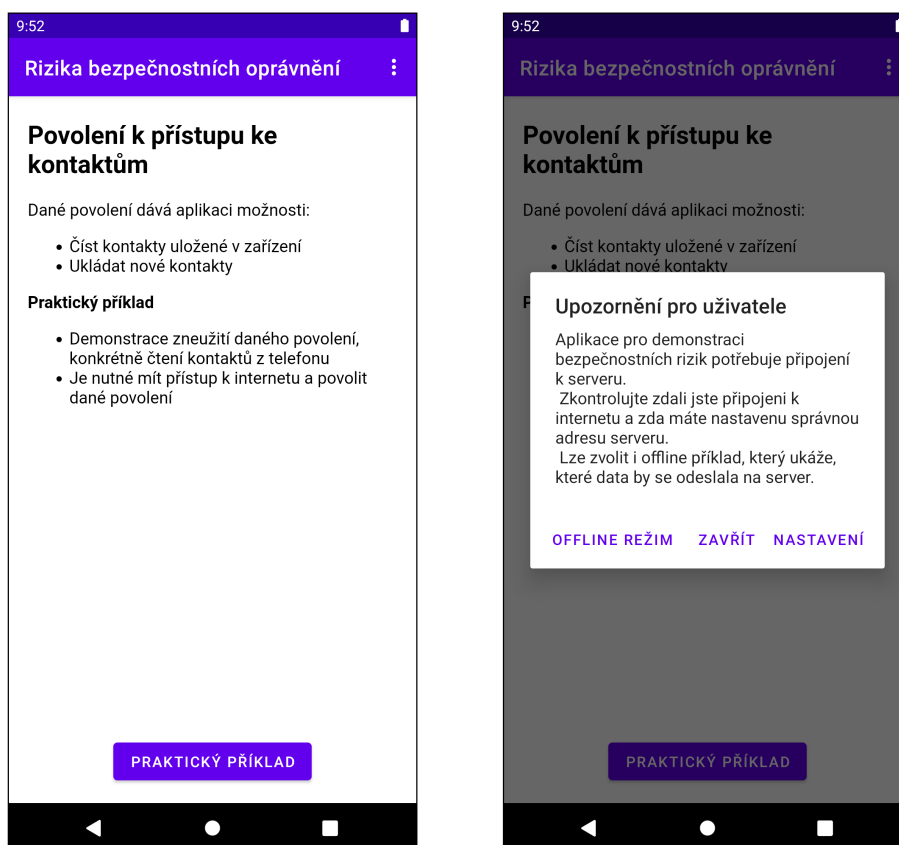 9:52
Rizika bezpečnostních oprávnění
Povolení k přístupu ke
kontaktům
Dané povolení dává aplikaci možnosti:
• Číst kontakty uložené v zařízení
• Ukládat nové kontakty
Praktický příklad
• Demonstrace zneužití daného povolení,
konkrétně čtení kontaktů z telefonu
• Je nutné mít přístup k internetu a povolit
dané povolení
PRAKTICKÝ PŘÍKLAD
9:52
Rizika bezpečnostních oprávnění
Povolení k přístupu ke
kontaktům
Dané povolení dává aplikaci možnosti:
• Číst kontakty uložené v zařízení
• Ukládat nové kontakty
P
Upozornění pro uživatele
Aplikace pro demonstraci
bezpečnostních rizik potřebuje připojení
k serveru.
Zkontrolujte zdali jste připojeni k
internetu a zda máte nastavenu správnou
adresu serveru.
Lze zvolit i offline příklad, který ukáže,
které data by se odeslala na server.
OFFLINE REŽIM ZAVŘÍT NASTAVENÍ
PRAKTICKÝ PŘÍKLAD